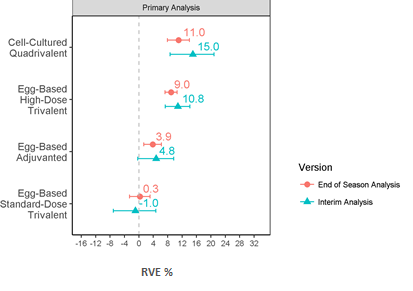 Primary Analysis
Cell-Cultured
Quadrivalent
11.0
15.0
Egg-Based
High-Dose
Trivalent
9.0
10.8
Egg-Based
Adjuvanted
3.9
4.8
Egg-Based
Standard-Dose
Trivalent
0.3
-1.0
-16 -12 -8 -4 0 4 8 12 16 20 24 28 32
RVE %
Version
End of Season Analysis
Interim Analysis